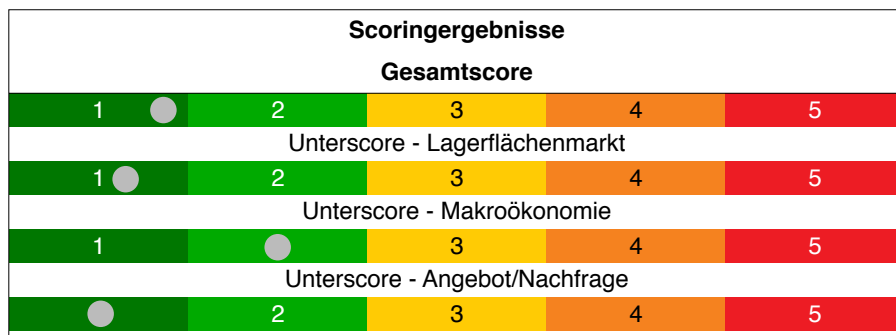 Scoringergebnisse
Gesamtscore
1 2 3 4 5
Unterscore - Lagerflächenmarkt
1 2 3 4 5
Unterscore - Makroökonomie
1 3 4 5
Unterscore - Angebot/Nachfrage
2 3 4 5